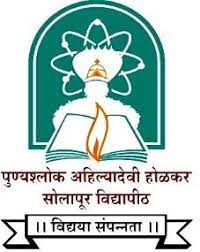 पुण्यश्लोक अहिल्यादेवी होळकर
सोलापूर विद्यापीठ
।। विद्यया संपन्नता ।।